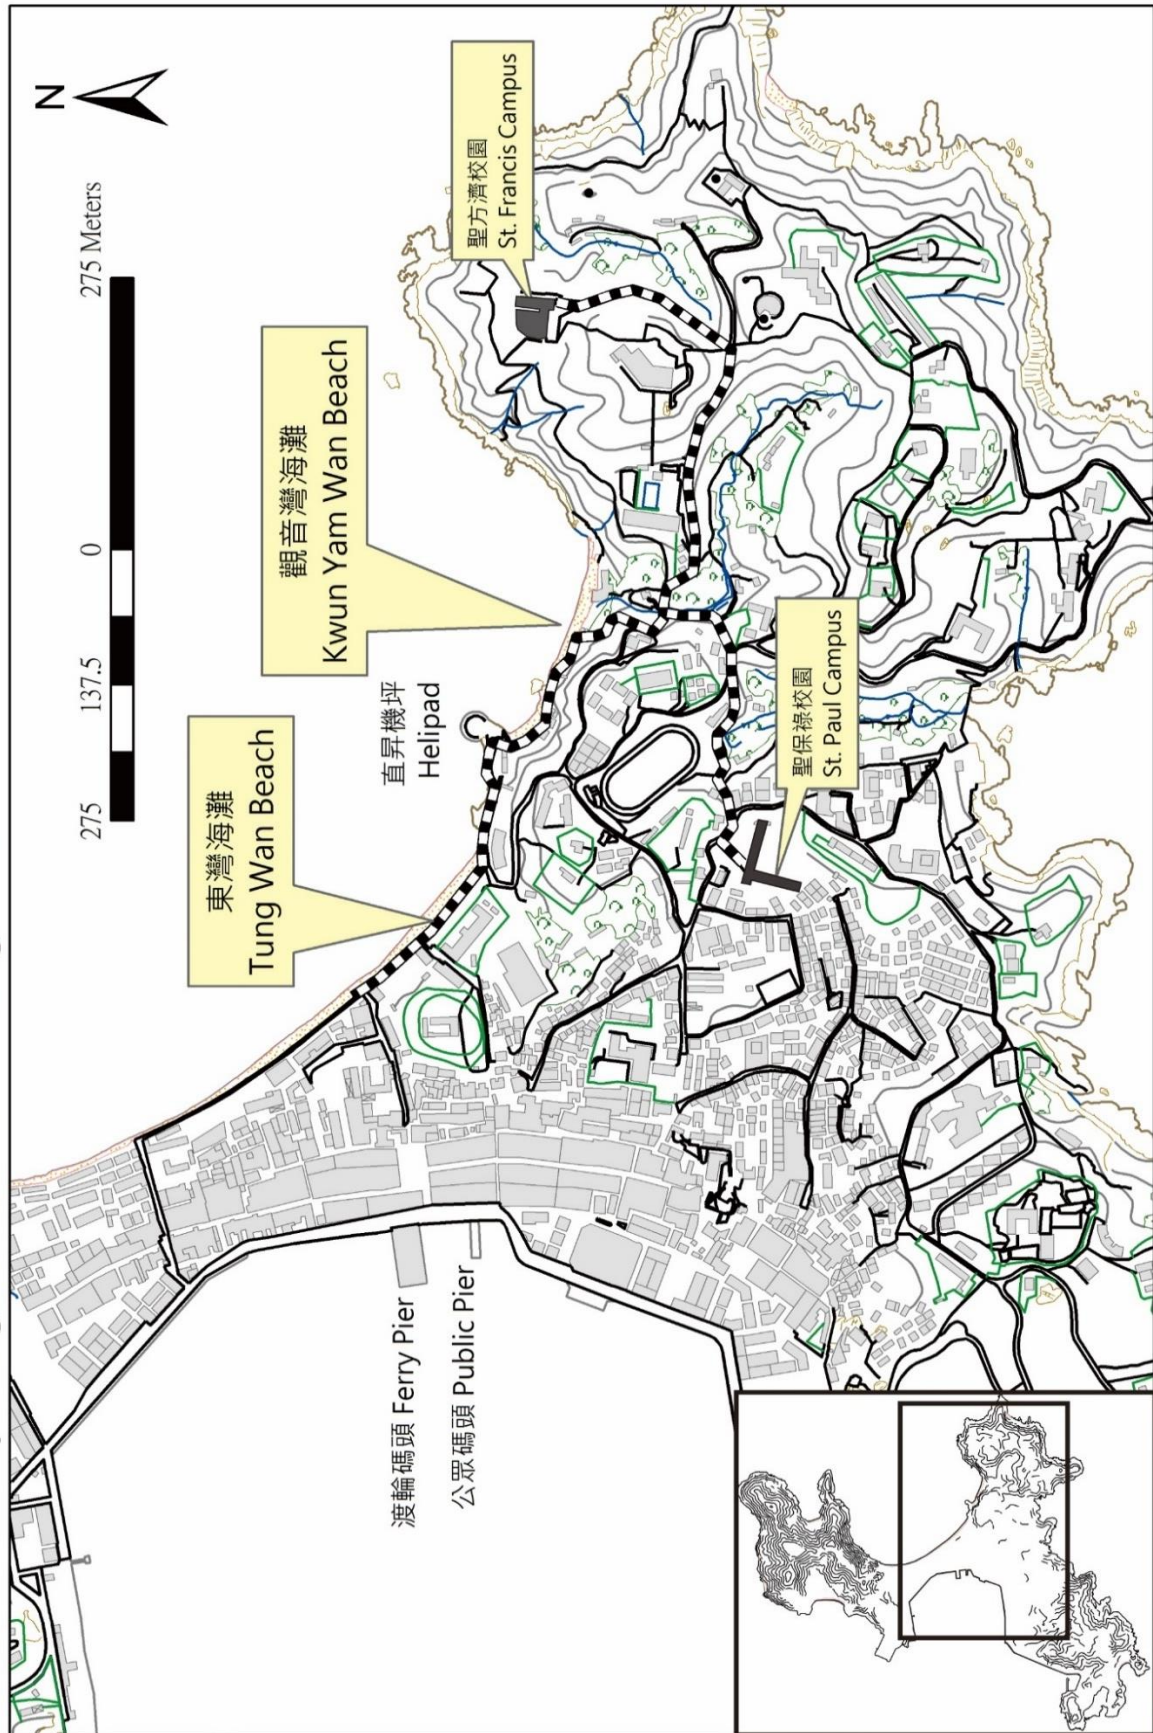 N
275 137.5 0 275 Meters
東灣海灘
Tung Wan Beach
觀音灣海灘
Kwun Yam Wan Beach
聖方濟校園
St. Francis Campus
直昇機坪
Helipad
渡輪碼頭 Ferry Pier
公眾碼頭 Public Pier
聖保祿校園
St. Paul Campus